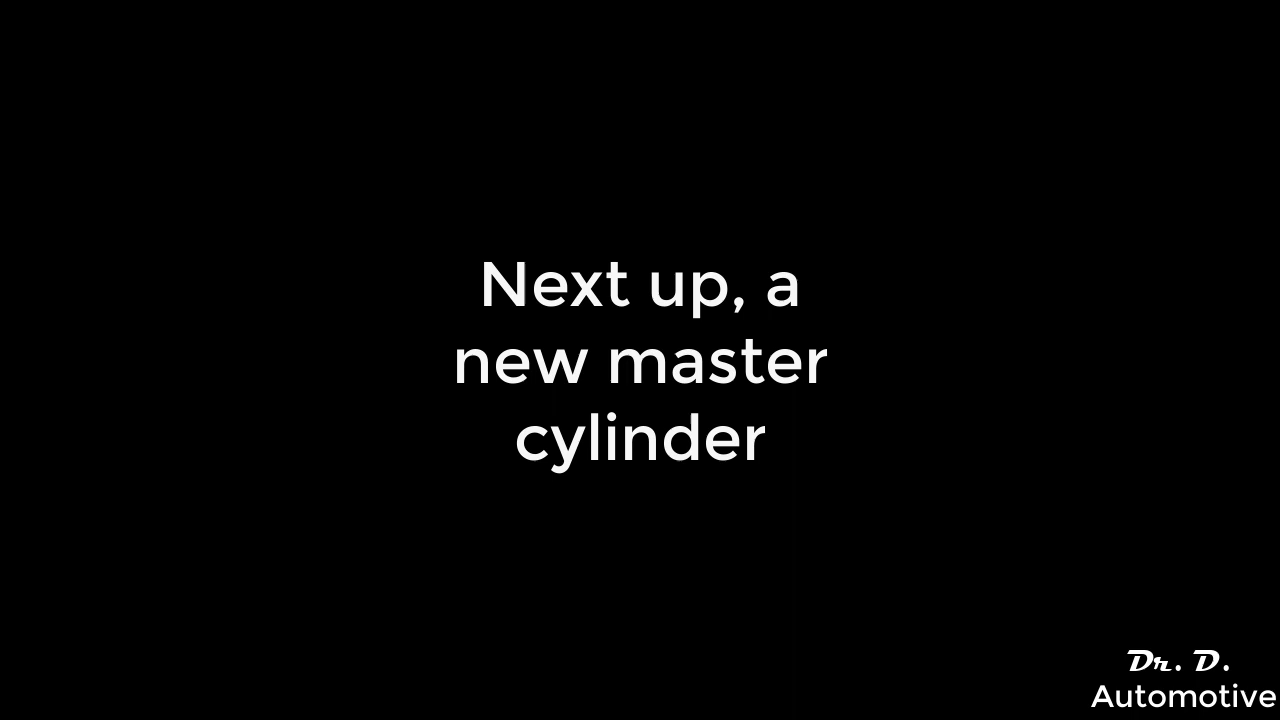 Next up, a
new master
cylinder
Dr. D.
Automotive